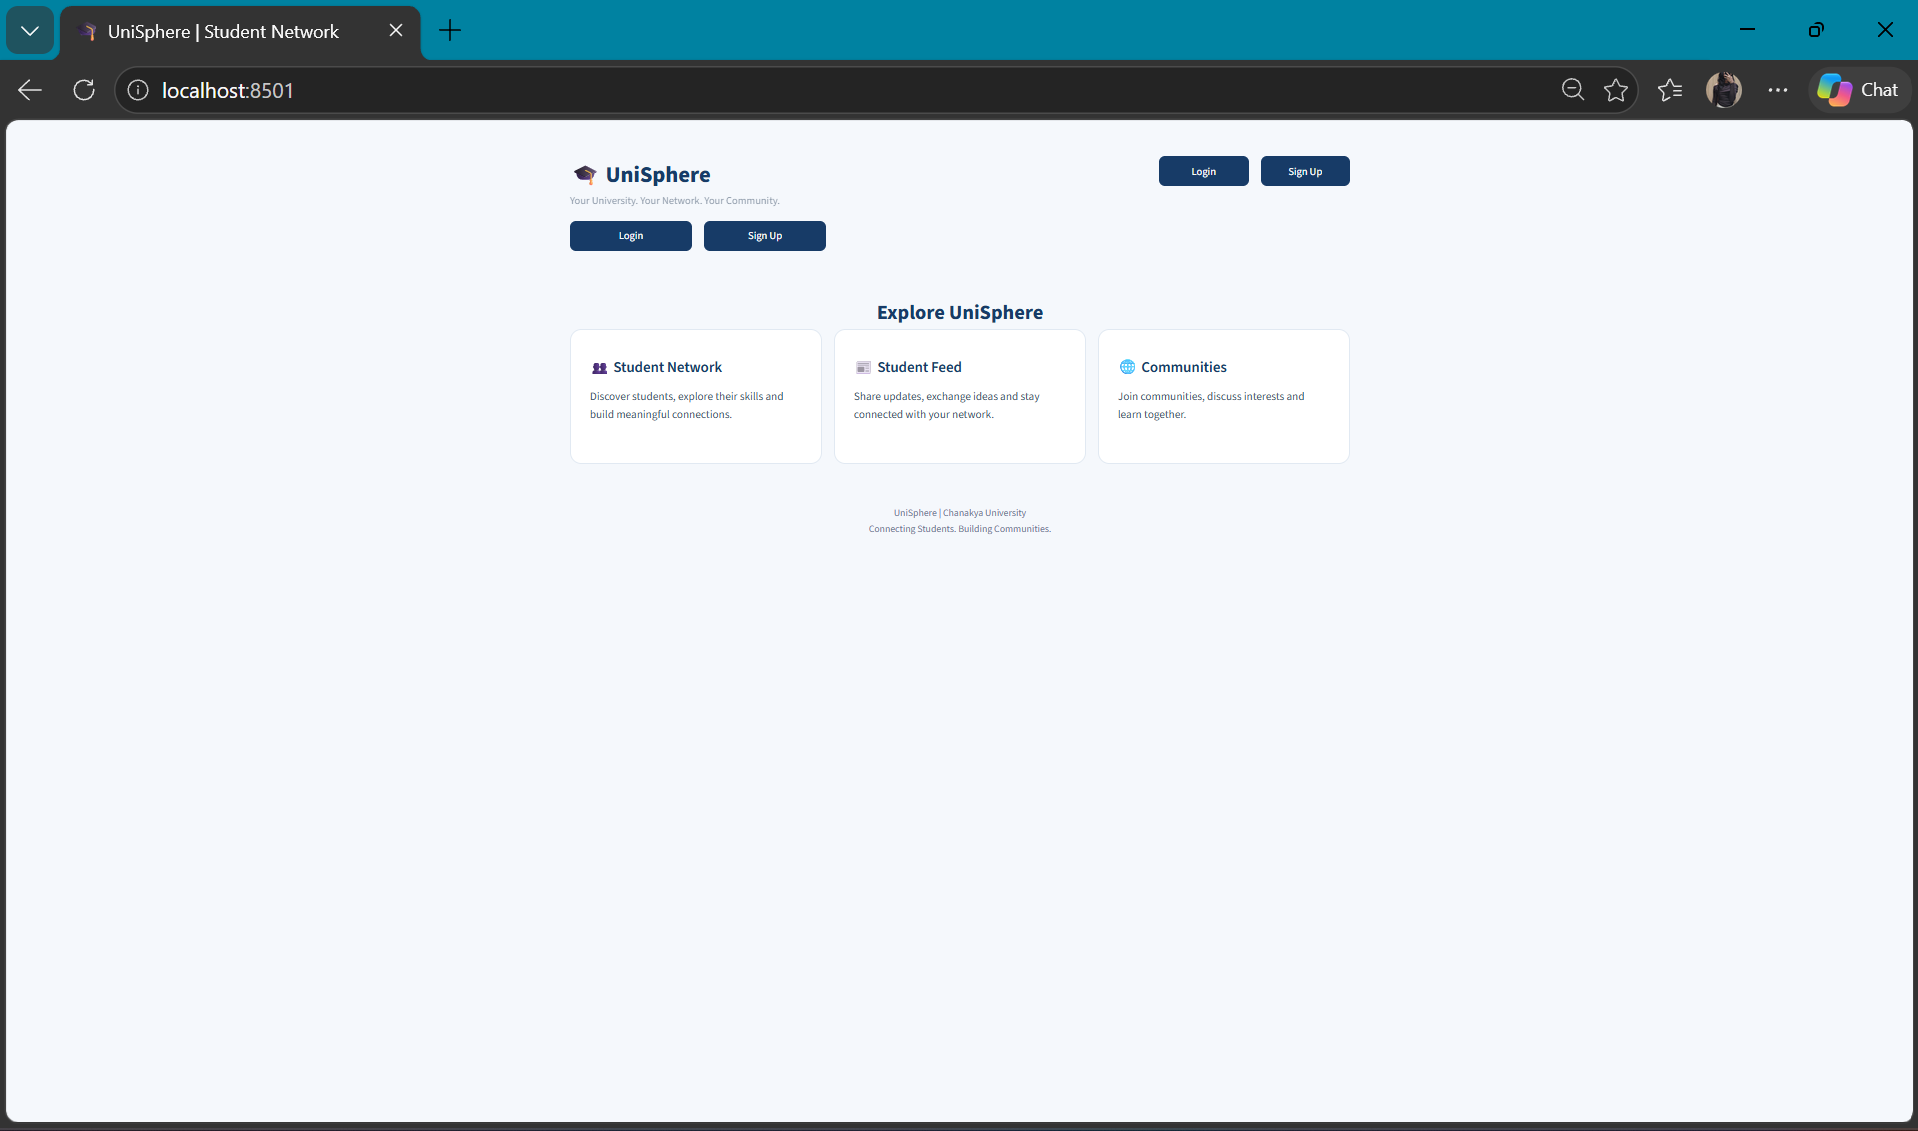 UniSphere | Student Network
localhost:8501
Chat
UniSphere
Your University. Your Network. Your Community.
Login
Sign Up
Login
Sign Up
Explore UniSphere
Student Network
Discover students, explore their skills and
build meaningful connections.
Student Feed
Share updates, exchange ideas and stay
connected with your network.
Communities
Join communities, discuss interests and
learn together.
UniSphere | Chanakya University
Connecting Students. Building Communities.